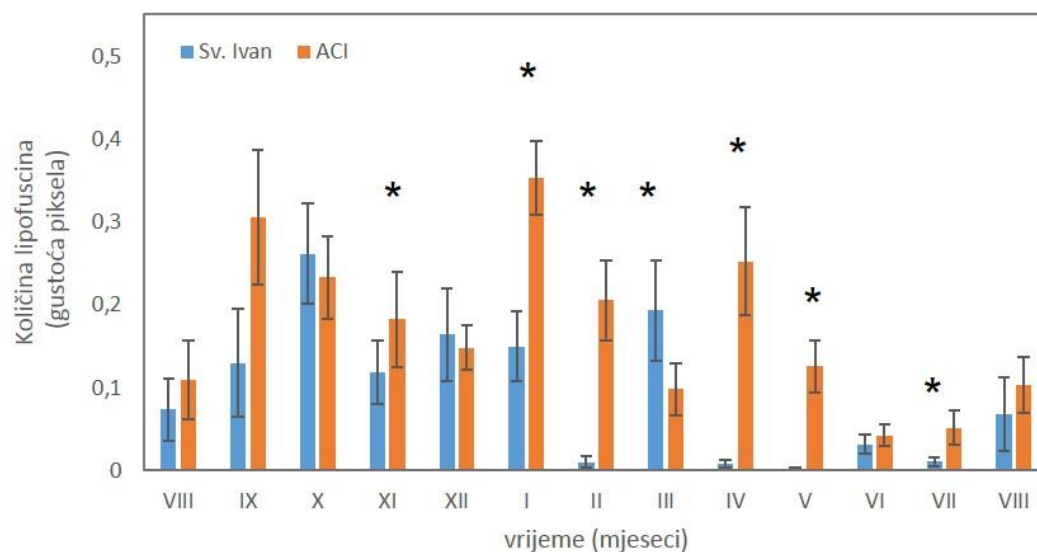 Sv. Ivan ACI
0,5
0,4
0,3
0,2
0,1
0
Količina lipofuscina
(gustoća piksela)
* * * * * * *
VIII IX X XI XII I II III IV V VI VII VIII
vrijeme (mjeseci)